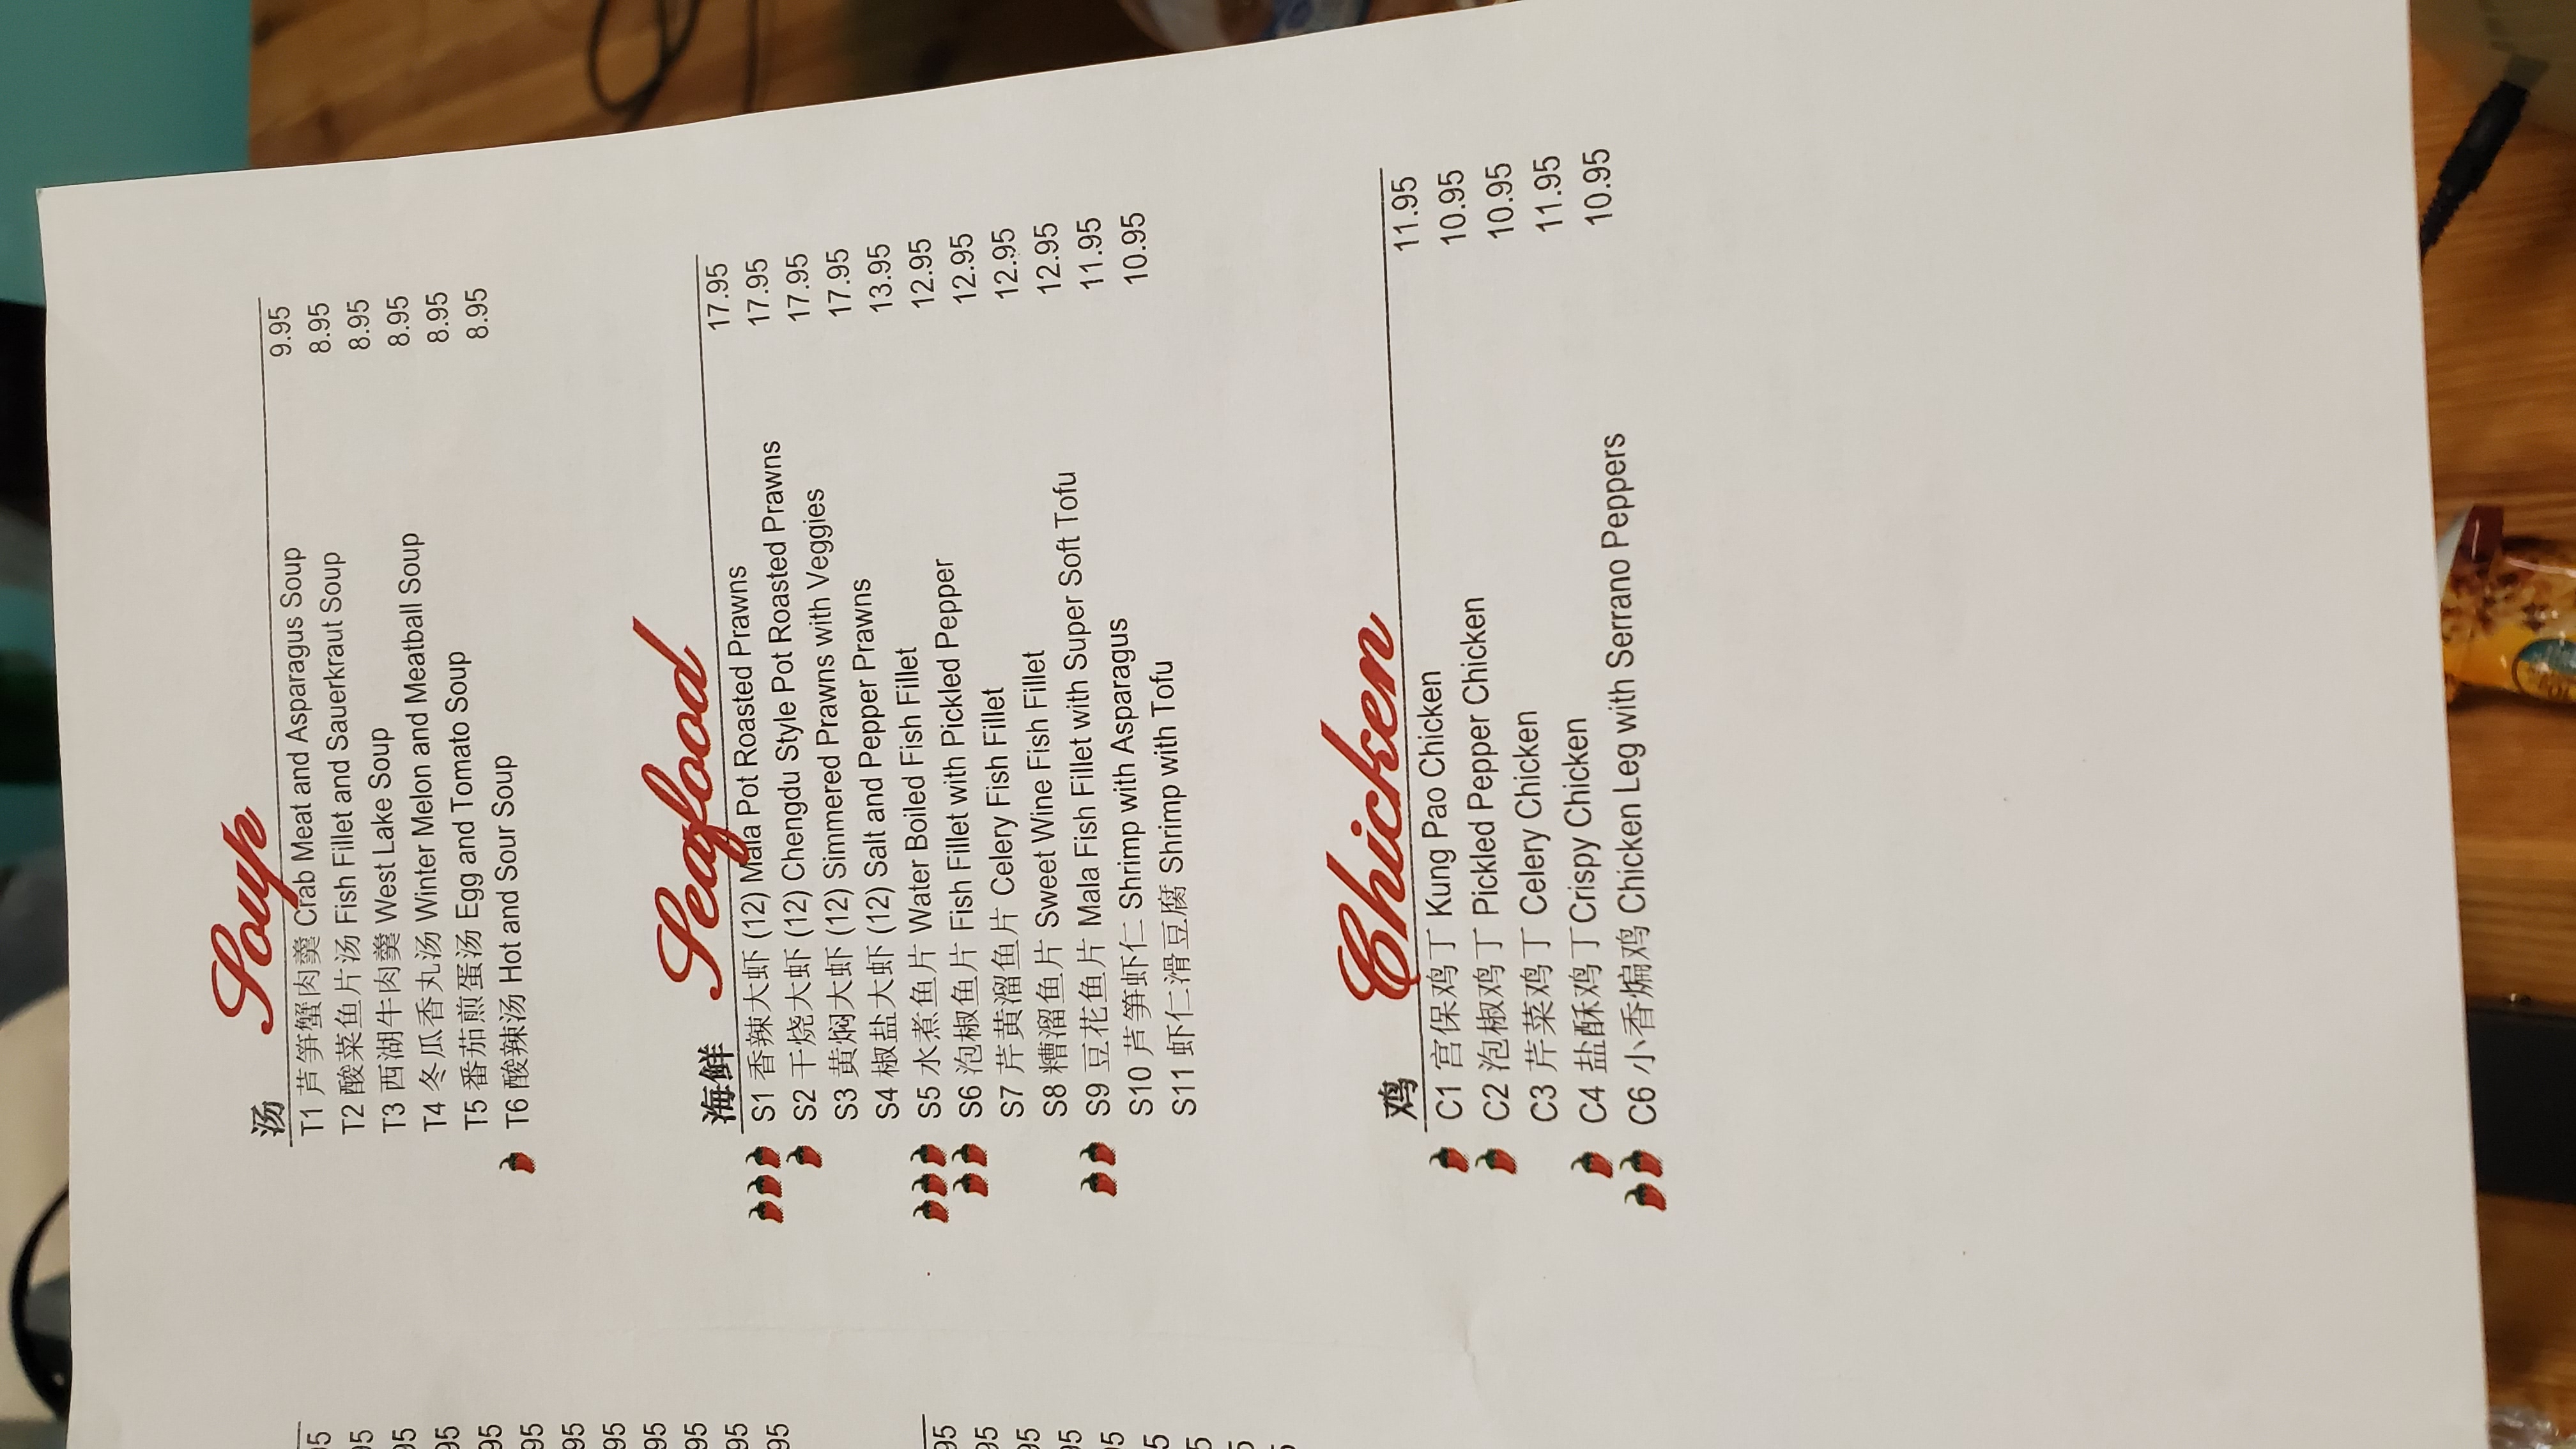 汤 Soup
T1 芦笋蟹肉羹 Crab Meat and Asparagus Soup 9.95
T2 酸菜鱼片汤 Fish Fillet and Sauerkraut Soup 8.95
T3 西湖牛肉羹 West Lake Soup 8.95
T4 冬瓜香丸汤 Winter Melon and Meatball Soup 8.95
T5 番茄煎蛋汤 Egg and Tomato Soup 8.95
T6 酸辣汤 Hot and Sour Soup 8.95
海鲜 Seafood
S1 香辣大虾 (12) Mala Pot Roasted Prawns 17.95
S2 干烧大虾 (12) Chengdu Style Pot Roasted Prawns 17.95
S3 黄焖大虾 (12) Simmered Prawns with Veggies 17.95
S4 椒盐大虾 (12) Salt and Pepper Prawns 17.95
S5 水煮鱼片 Water Boiled Fish Fillet 13.95
S6 泡椒鱼片 Fish Fillet with Pickled Pepper 12.95
S7 芹黄溜鱼片 Celery Fish Fillet 12.95
S8 糟溜鱼片 Sweet Wine Fish Fillet 12.95
S9 豆花鱼片 Mala Fish Fillet with Super Soft Tofu 12.95
S10 芦笋虾仁 Shrimp with Asparagus 11.95
S11 虾仁滑豆腐 Shrimp with Tofu 10.95
鸡 Chicken
C1 宫保鸡丁 Kung Pao Chicken 11.95
C2 泡椒鸡丁 Pickled Pepper Chicken 10.95
C3 芹菜鸡丁 Celery Chicken 10.95
C4 盐酥鸡丁 Crispy Chicken 11.95
C6 小香煸鸡 Chicken Leg with Serrano Peppers 10.95